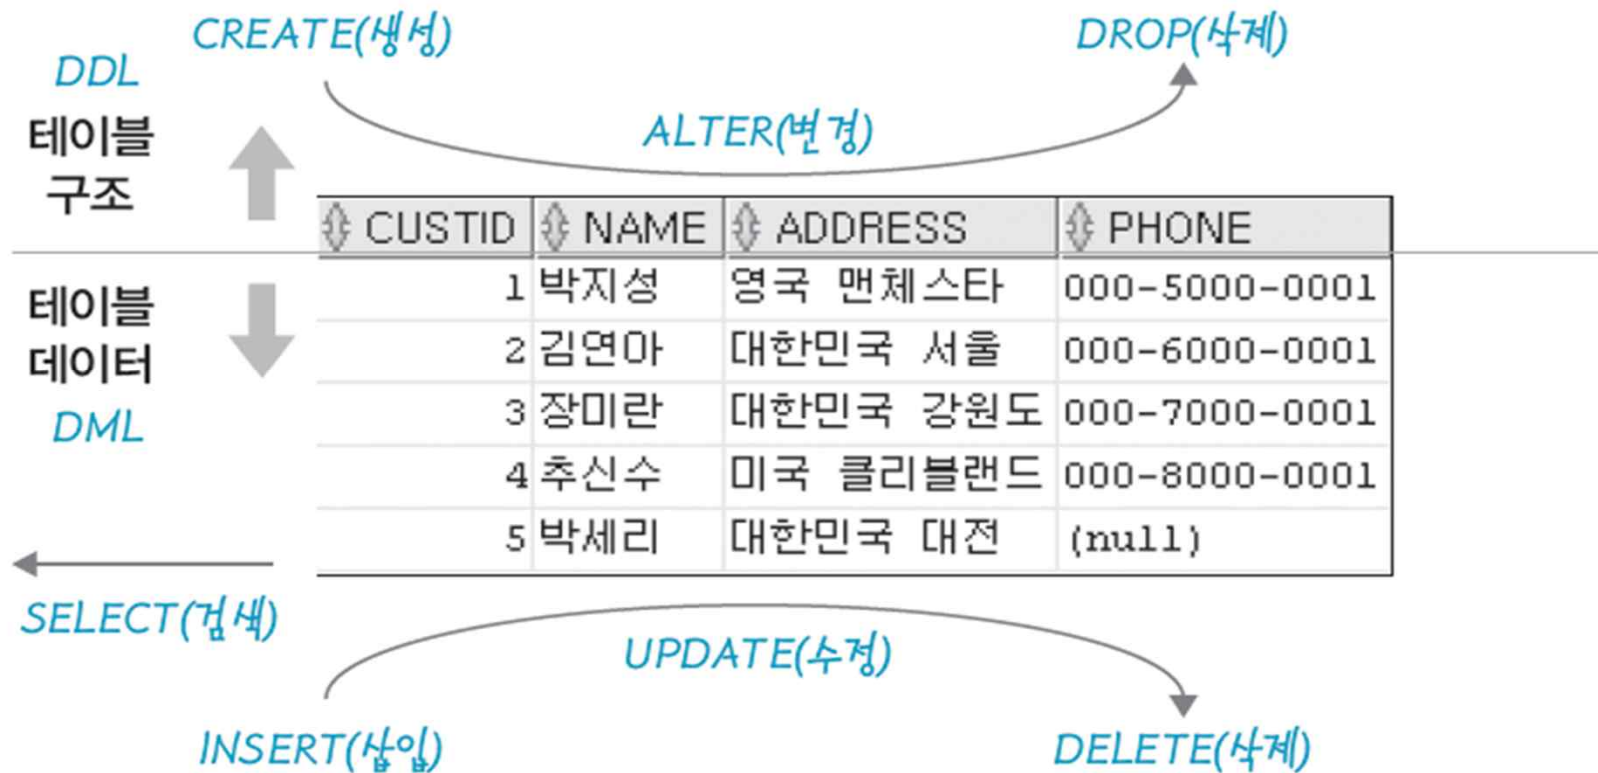 CREATE(생성)
DROP(삭제)
DDL
ALTER(변경)
테이블
구조
CUSTID NAME ADDRESS PHONE
1 박지성 영국 맨체스타 000-5000-0001
2 김연아 대한민국 서울 000-6000-0001
3 장미란 대한민국 강원도 000-7000-0001
4 추신수 미국 클리블랜드 000-8000-0001
5 박세리 대한민국 대전 (null)
테이블
데이터
DML
SELECT(검색)
UPDATE(수정)
INSERT(삽입)
DELETE(삭제)